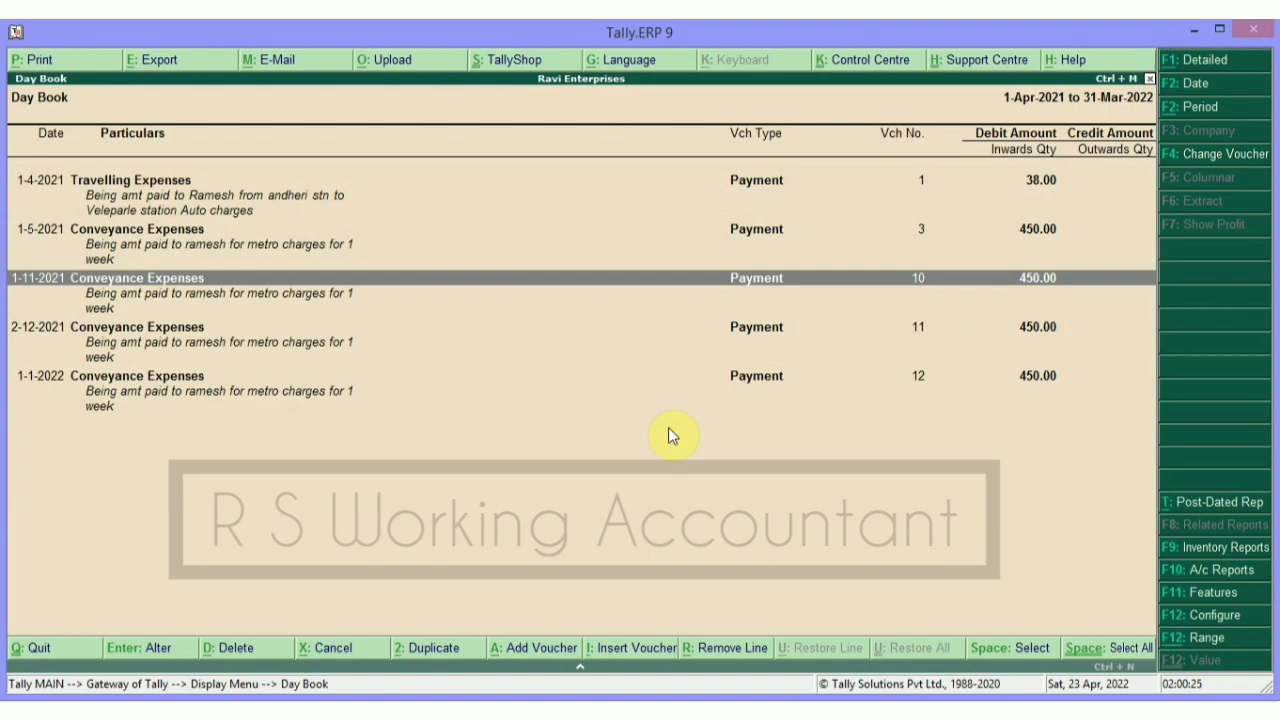 Tally.ERP 9
P: Print E: Export M: E-Mail O: Upload S: TallyShop G: Language K: Keyboard K: Control Centre H: Support Centre H: Help
Day Book Ravi Enterprises Ctrl + M
Day Book 1-Apr-2021 to 31-Mar-2022
Date Particulars Vch Type Vch No. Debit Amount Credit Amount
Inwards Qty Outwards Qty
1-4-2021 Travelling Expenses Payment 1 38.00
Being amt paid to Ramesh from andheri stn to
Veleparle station Auto charges
1-5-2021 Conveyance Expenses Payment 3 450.00
Being amt paid to ramesh for metro charges for 1
week
1-11-2021 Conveyance Expenses Payment 10 450.00
Being amt paid to ramesh for metro charges for 1
week
2-12-2021 Conveyance Expenses Payment 11 450.00
Being amt paid to ramesh for metro charges for 1
week
1-1-2022 Conveyance Expenses Payment 12 450.00
Being amt paid to ramesh for metro charges for 1
week
R S Working Accountant
F1: Detailed
F2: Date
F2: Period
F3: Company
F4: Change Voucher
F5: Columnar
F6: Extract
F7: Show Profit
T: Post-Dated Rep
F8: Related Reports
F9: Inventory Reports
F10: A/c Reports
F11: Features
F12: Configure
F12: Range
F12: Value
Q: Quit Enter: Alter D: Delete X: Cancel 2: Duplicate A: Add Voucher I: Insert Voucher R: Remove Line U: Restore Line U: Restore All Space: Select Space: Select All
Ctrl + N
Tally MAIN --> Gateway of Tally --> Display Menu --> Day Book © Tally Solutions Pvt Ltd., 1988-2020 Sat, 23 Apr, 2022 02:00:25